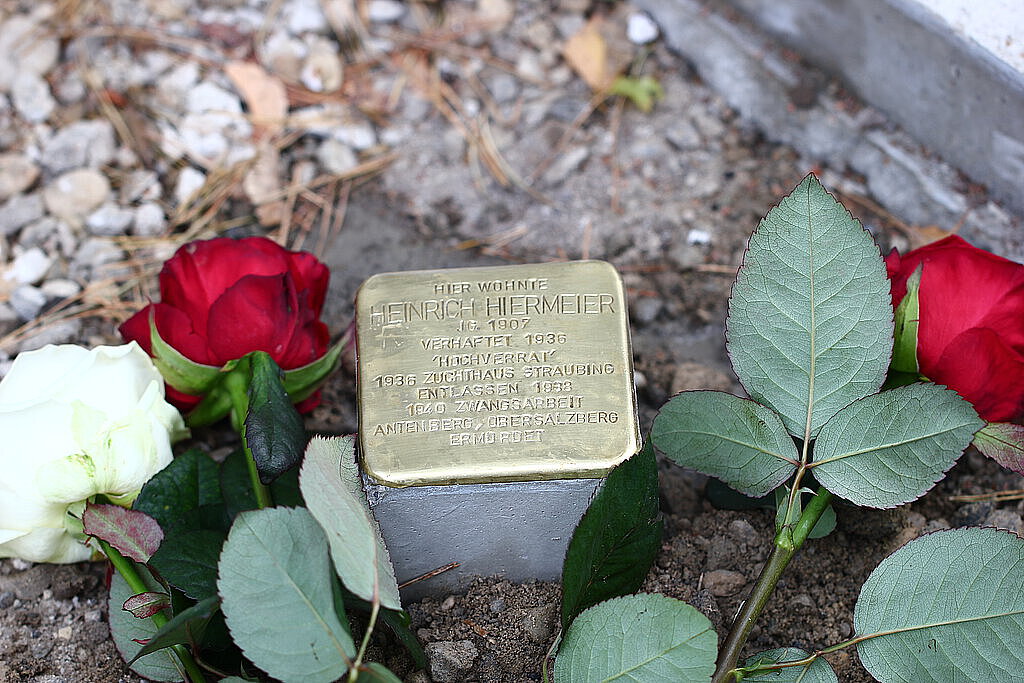 HIER WOHNTE
HEINRICH HIERMEIER
JG. 1907
VERHAFTET 1936
'HOCHVERRAT'
1936 ZUCHTHAUS STRAUBING
ENTLASSEN 1938
1940 ZWANGSARBEIT
ANTENBERG, OBERSALZBERG
ERMORDET